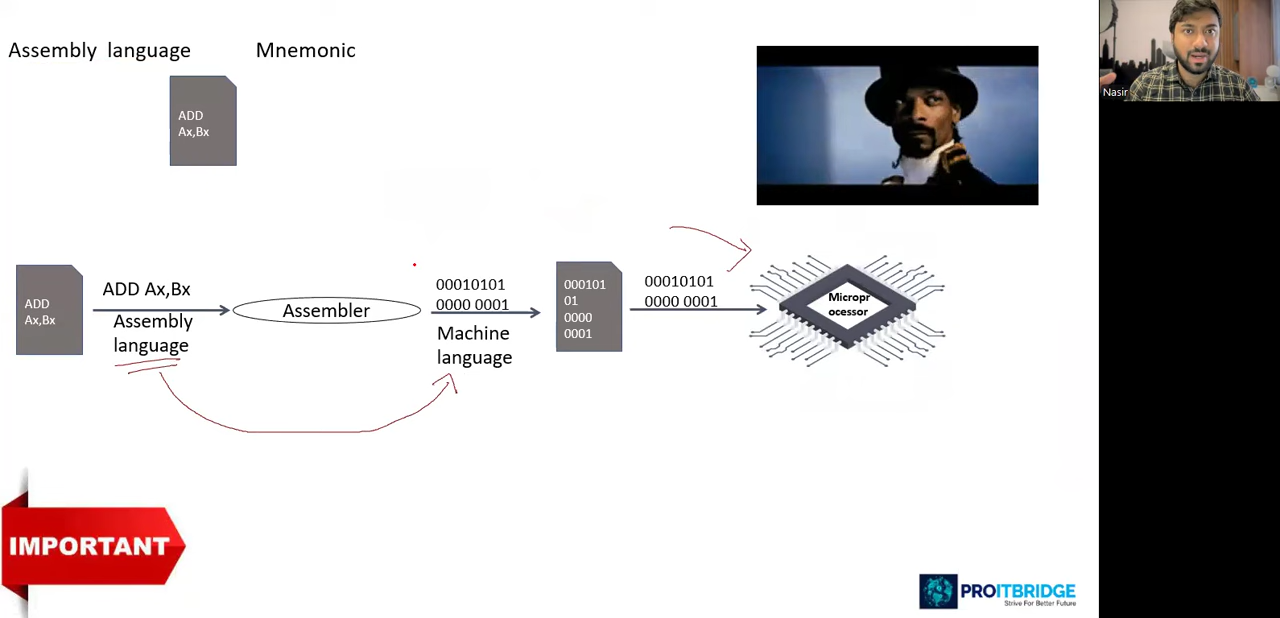 Assembly language Mnemonic
ADD
Ax,Bx
Nasir
ADD
Ax,Bx
ADD Ax,Bx
Assembly
language
Assembler
00010101
0000 0001
Machine
language
000101
01
0000
0001
00010101
0000 0001
Micropr
ocessor
IMPORTANT
PROITBRIDGE
Strive For Better Future